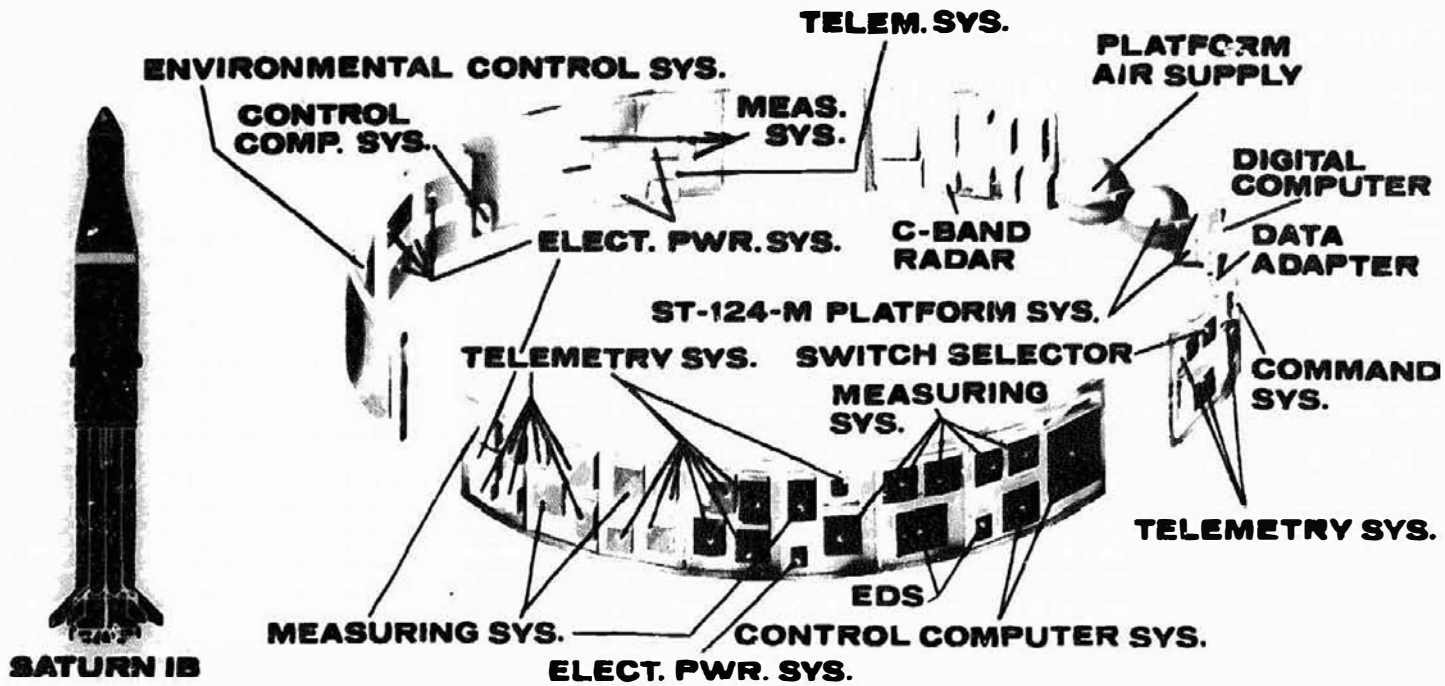 TELEM. SYS.
ENVIRONMENTAL CONTROL SYS.
PLATFORM
AIR SUPPLY
CONTROL
COMP. SYS.
MEAS.
SYS.
DIGITAL
COMPUTER
ELECT. PWR. SYS.
C-BAND
RADAR
DATA
ADAPTER
ST-124-M PLATFORM SYS.
TELEMETRY SYS.
SWITCH SELECTOR
COMMAND
SYS.
MEASURING
SYS.
TELEMETRY SYS.
EDS
MEASURING SYS.
CONTROL COMPUTER SYS.
ELECT. PWR. SYS.
SATURN IB